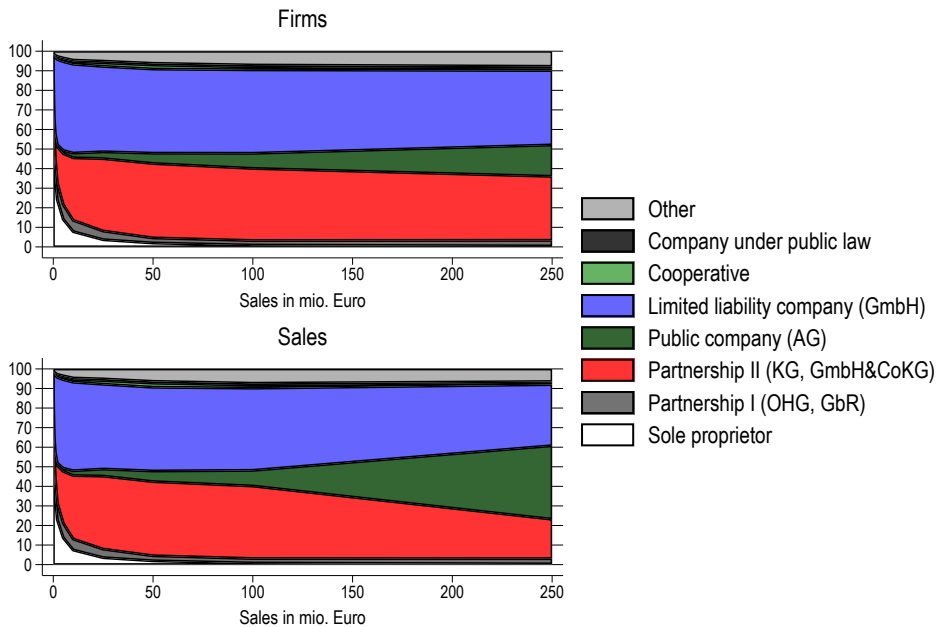 Firms
100
90
80
70
60
50
40
30
20
10
0
0 50 100 150 200 250
Sales in mio. Euro
Sales
100
90
80
70
60
50
40
30
20
10
0
0 50 100 150 200 250
Sales in mio. Euro
Other
Company under public law
Cooperative
Limited liability company (GmbH)
Public company (AG)
Partnership II (KG, GmbH&CoKG)
Partnership I (OHG, GbR)
Sole proprietor